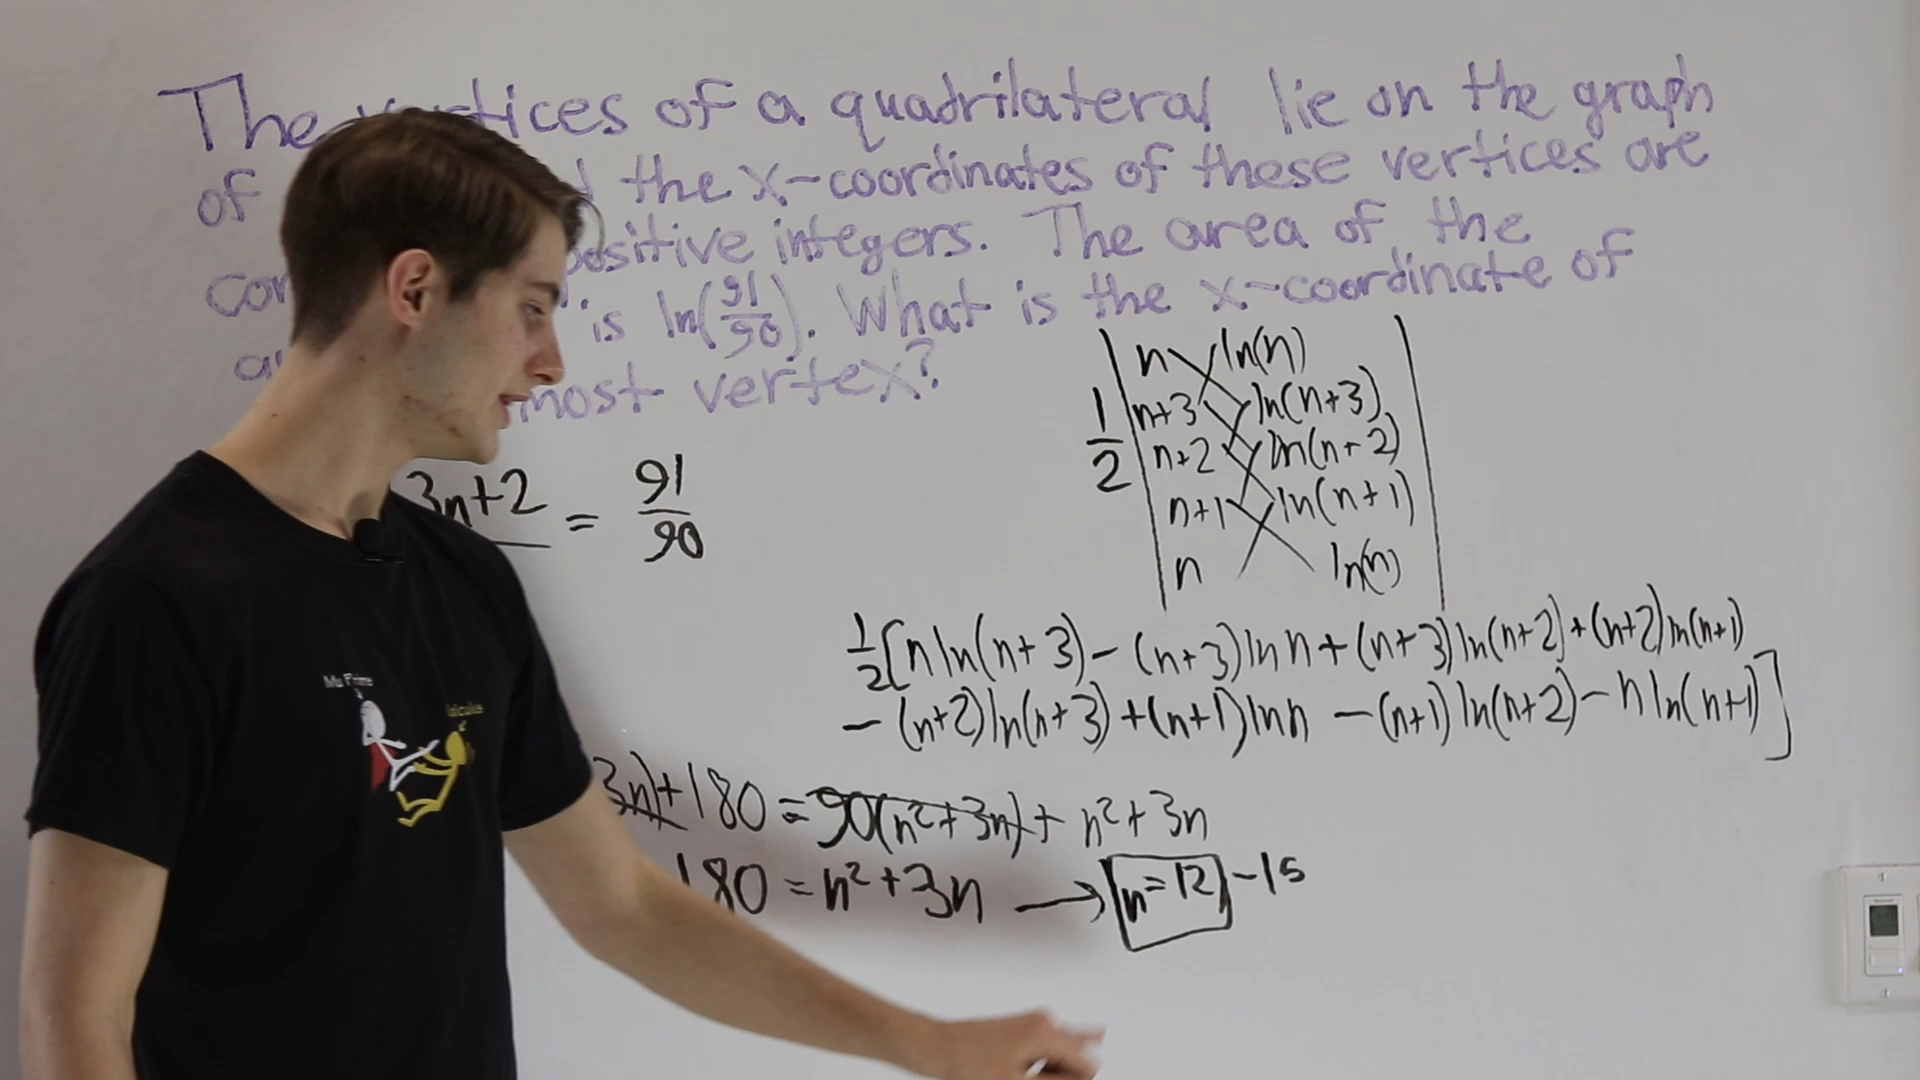 The vertices of a quadrilateral lie on the graph
of the x-coordinates of these vertices are
positive integers. The area of the
is ln(91/90). What is the x-coordinate of
most vertex?
3n+2 = 91/90
1/2 | n ln(n)
n+3 ln(n+3)
n+2 ln(n+2)
n+1 ln(n+1)
n ln(n) |
1/2[n ln(n+3) - (n+3)ln n + (n+3)ln(n+2) + (n+2)ln(n+1)
- (n+2)ln(n+3) + (n+1)ln n - (n+1)ln(n+2) - n ln(n+1)]
3n)+180 = 90(n²+3n) + n²+3n
180 = n²+3n → n=12, -15